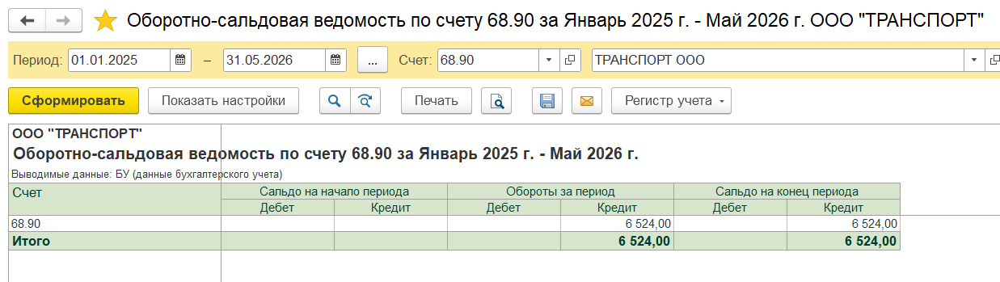 Оборотно-сальдовая ведомость по счету 68.90 за Январь 2025 г. - Май 2026 г. ООО "ТРАНСПОРТ"
Период: 01.01.2025 – 31.05.2026 ... Счет: 68.90 ТРАНСПОРТ ООО
Сформировать Показать настройки Печать Регистр учета
ООО "ТРАНСПОРТ"
Оборотно-сальдовая ведомость по счету 68.90 за Январь 2025 г. - Май 2026 г.
Выводимые данные: БУ (данные бухгалтерского учета)
Счет Сальдо на начало периода Обороты за период Сальдо на конец периода
Дебет Кредит Дебет Кредит Дебет Кредит
68.90 6 524,00 6 524,00
Итого 6 524,00 6 524,00